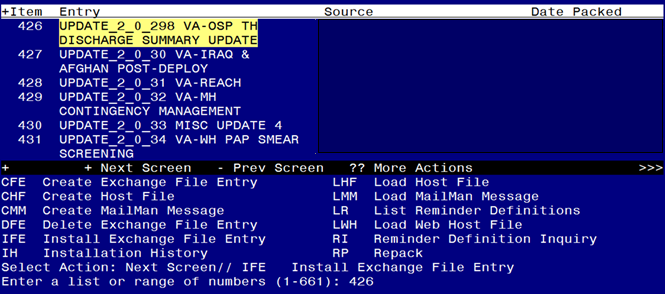 +Item Entry Source Date Packed
426 UPDATE_2_0_298 VA-OSP TH
DISCHARGE SUMMARY UPDATE
427 UPDATE_2_0_30 VA-IRAQ &
AFGHAN POST-DEPLOY
428 UPDATE_2_0_31 VA-REACH
429 UPDATE_2_0_32 VA-MH
CONTINGENCY MANAGEMENT
430 UPDATE_2_0_33 MISC UPDATE 4
431 UPDATE_2_0_34 VA-WH PAP SMEAR
SCREENING
+ + Next Screen - Prev Screen ?? More Actions >>>
CFE Create Exchange File Entry LHF Load Host File
CHF Create Host File LMM Load MailMan Message
CMM Create MailMan Message LR List Reminder Definitions
DFE Delete Exchange File Entry LWH Load Web Host File
IFE Install Exchange File Entry RI Reminder Definition Inquiry
IH Installation History RP Repack
Select Action: Next Screen// IFE Install Exchange File Entry
Enter a list or range of numbers (1-661): 426